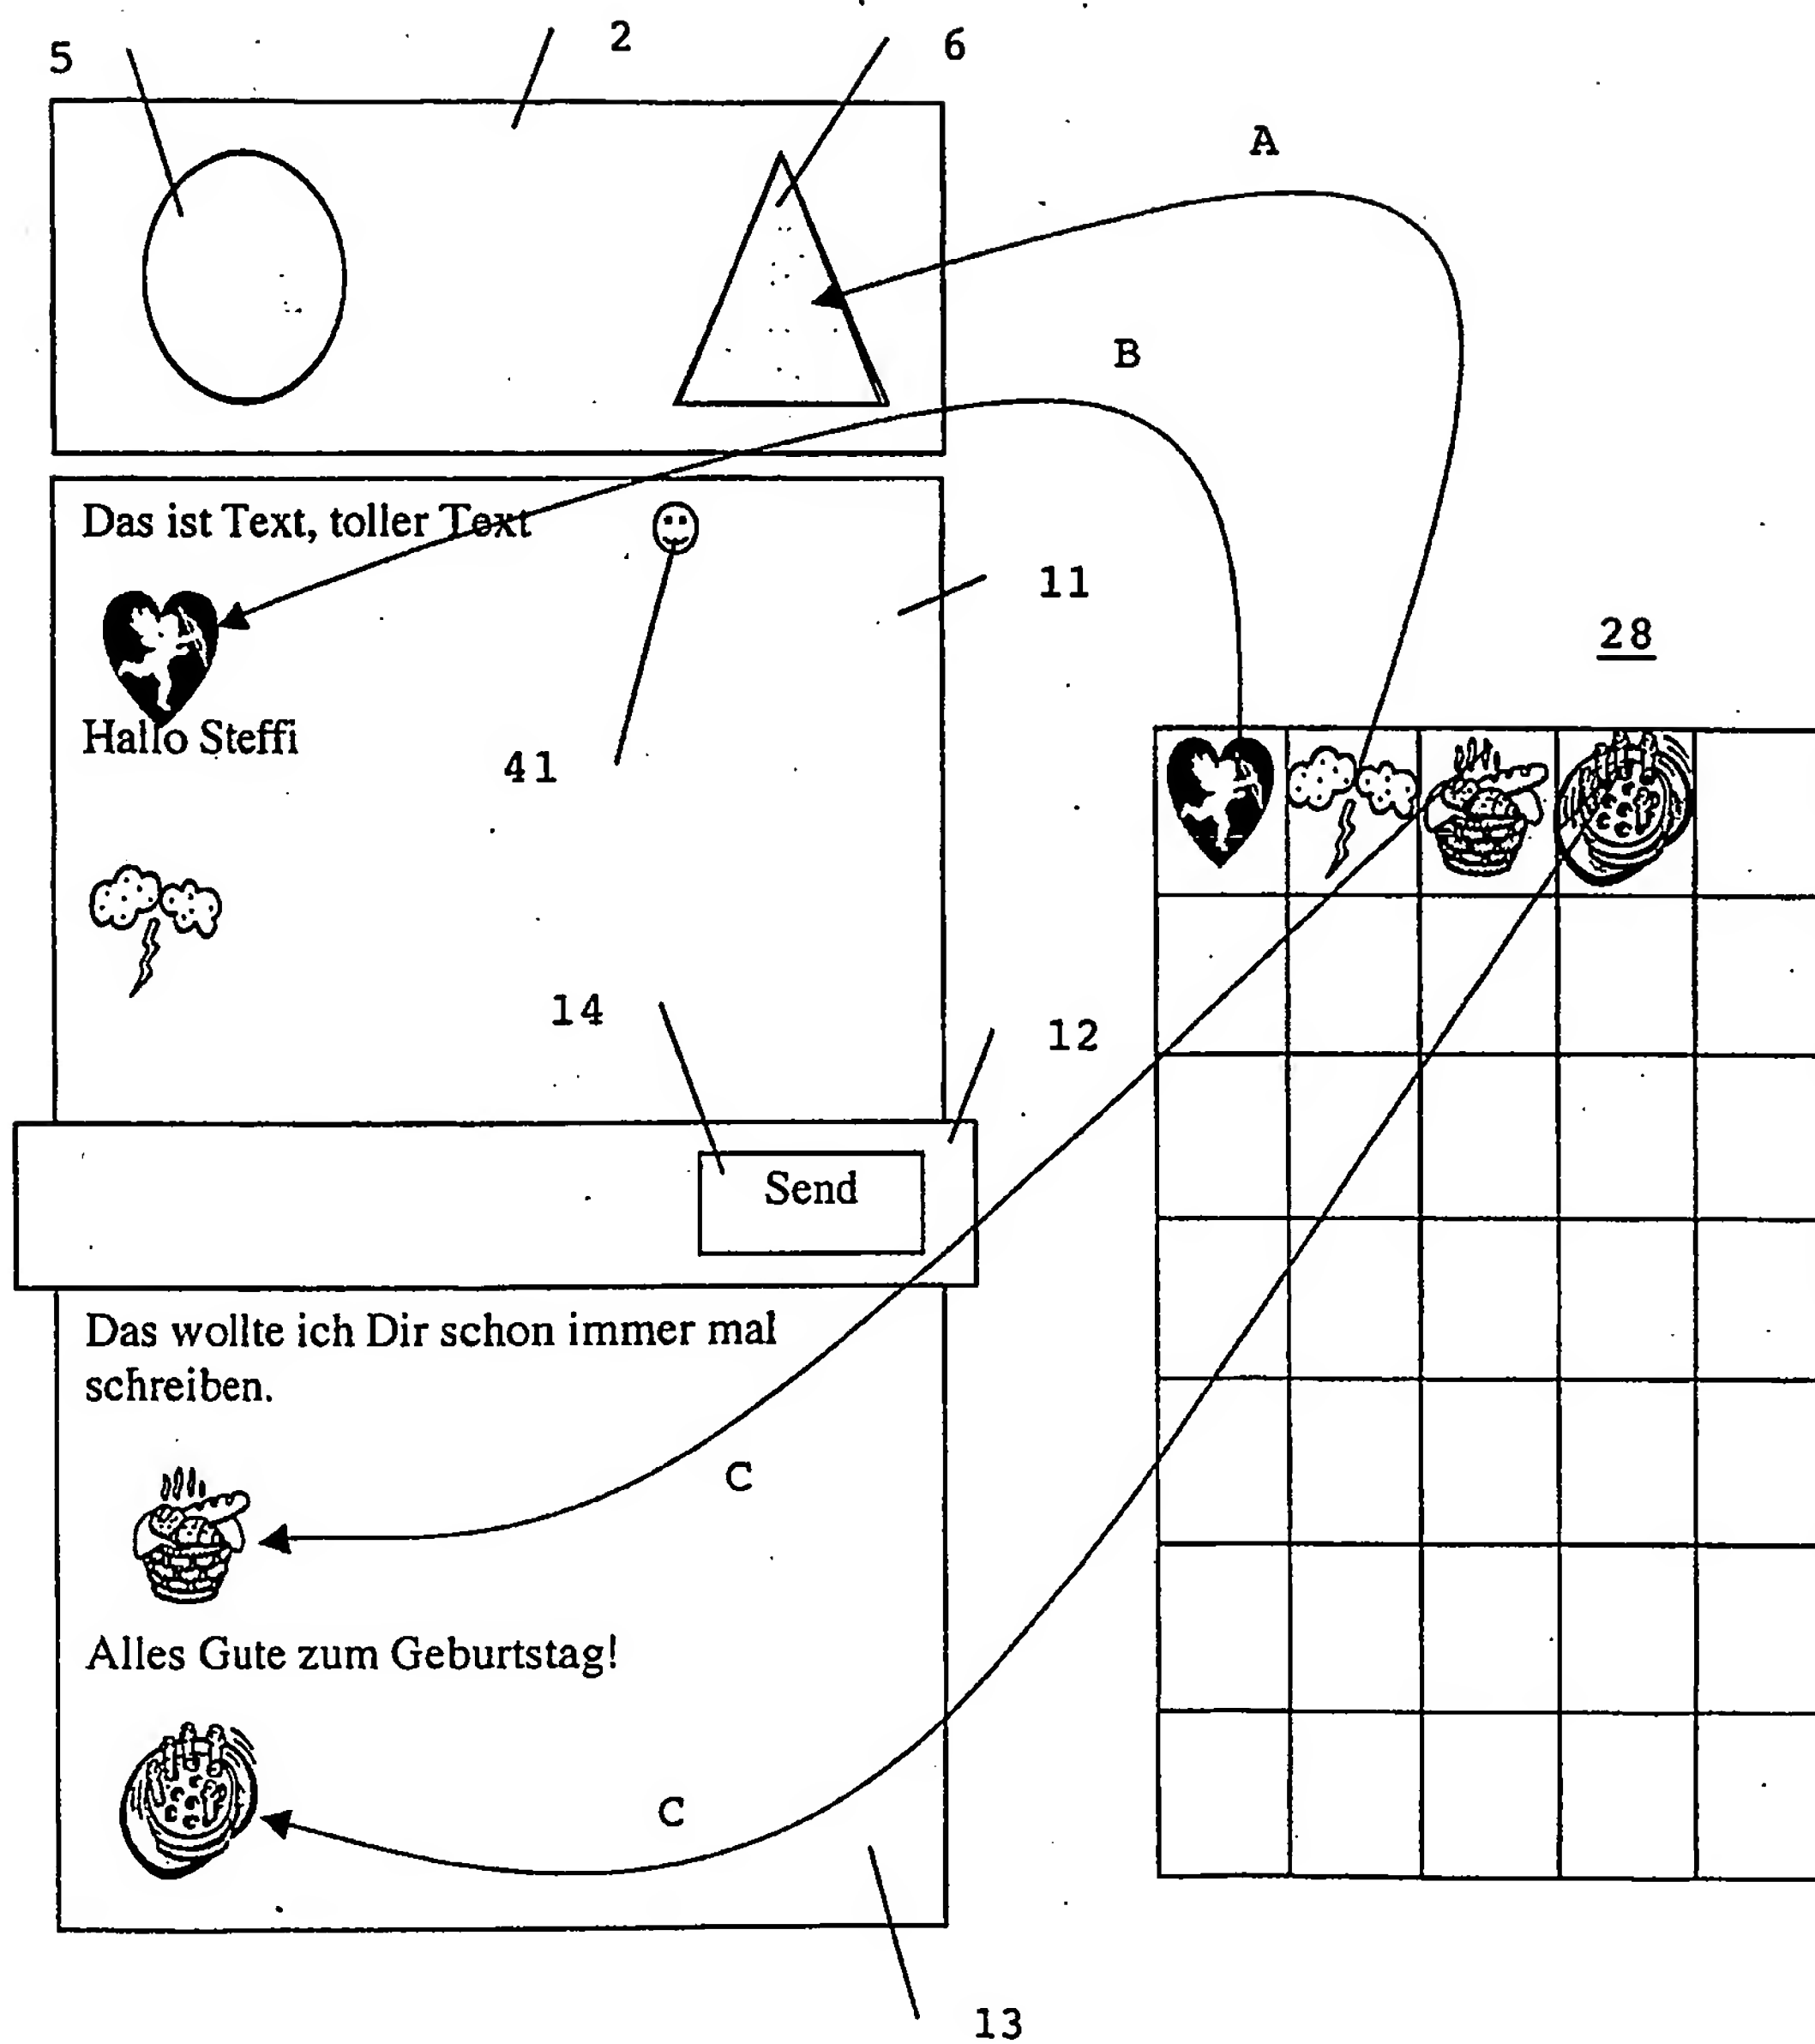 5
2
6
A
B
Das ist Text, toller Text
11
28
Hallo Steffi
41
14
12
Send
Das wollte ich Dir schon immer mal
schreiben.
C
Alles Gute zum Geburtstag!
C
13